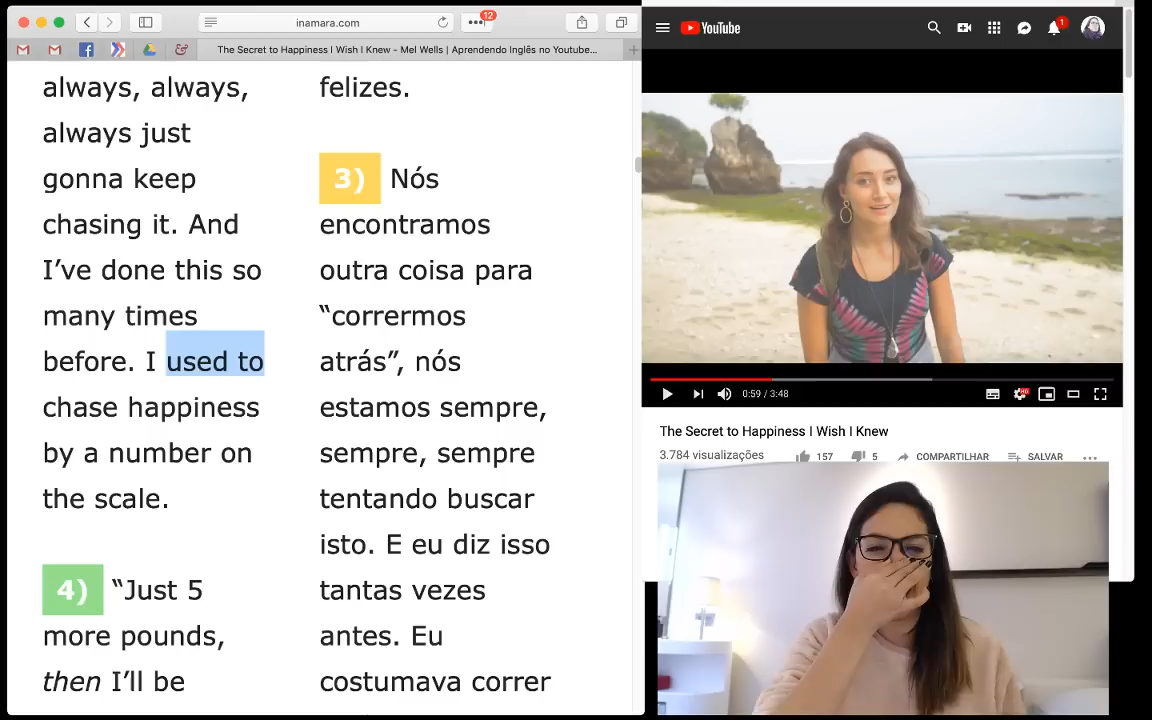 inamara.com
12
The Secret to Happiness I Wish I Knew - Mel Wells | Aprendendo Inglês no Youtube...
always, always,
always just
gonna keep
chasing it. And
I've done this so
many times
before. I used to
chase happiness
by a number on
the scale.
4) “Just 5
more pounds,
then I'll be
felizes.
3) Nós
encontramos
outra coisa para
“corrermos
atrás”, nós
estamos sempre,
sempre, sempre
tentando buscar
isto. E eu diz isso
tantas vezes
antes. Eu
costumava correr
YouTube
1
0:59 / 3:48
HD
The Secret to Happiness I Wish I Knew
3.784 visualizações
157
5
COMPARTILHAR
SALVAR